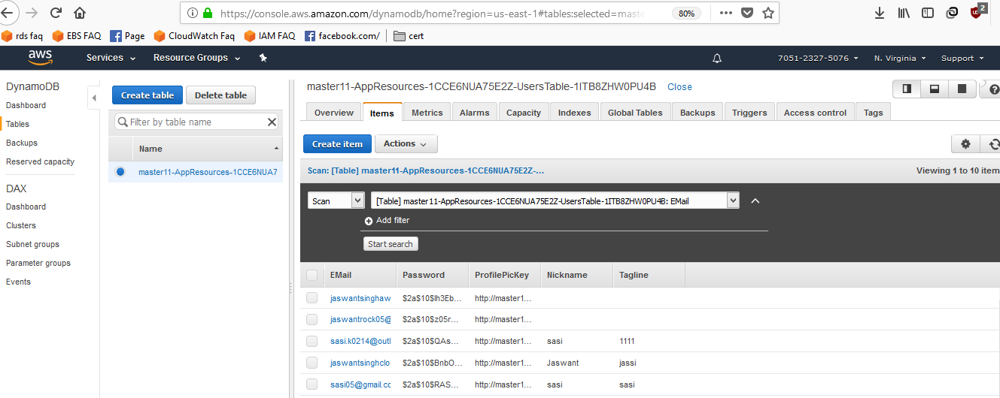 https://console.aws.amazon.com/dynamodb/home?region=us-east-1#tables:selected=maste
80%
2
rds faq EBS FAQ Page CloudWatch Faq IAM FAQ facebook.com/ cert
aws Services Resource Groups 7051-2327-5076 N. Virginia Support
DynamoDB
Dashboard
Tables
Backups
Reserved capacity
DAX
Dashboard
Clusters
Subnet groups
Parameter groups
Events
Create table Delete table
Filter by table name
Name
master11-AppResources-1CCE6NUA7
master11-AppResources-1CCE6NUA75E2Z-UsersTable-1ITB8ZHW0PU4B Close
Overview Items Metrics Alarms Capacity Indexes Global Tables Backups Triggers Access control Tags
Create item Actions
Scan: [Table] master11-AppResources-1CCE6NUA75E2Z-... Viewing 1 to 10 item
Scan [Table] master11-AppResources-1CCE6NUA75E2Z-UsersTable-1ITB8ZHW0PU4B: EMail
Add filter
Start search
EMail Password ProfilePicKey Nickname Tagline
jaswantsinghaw $2a$10$lh3Eb... http://master1...
jaswantrock05@ $2a$10$z05r... http://master1...
sasi.k0214@outl $2a$10$QAs... http://master1... sasi 1111
jaswantsinghclo $2a$10$BnbO... http://master1... Jaswant jassi
sasi05@gmail.cc $2a$10$RAS... http://master1... sasi sasi